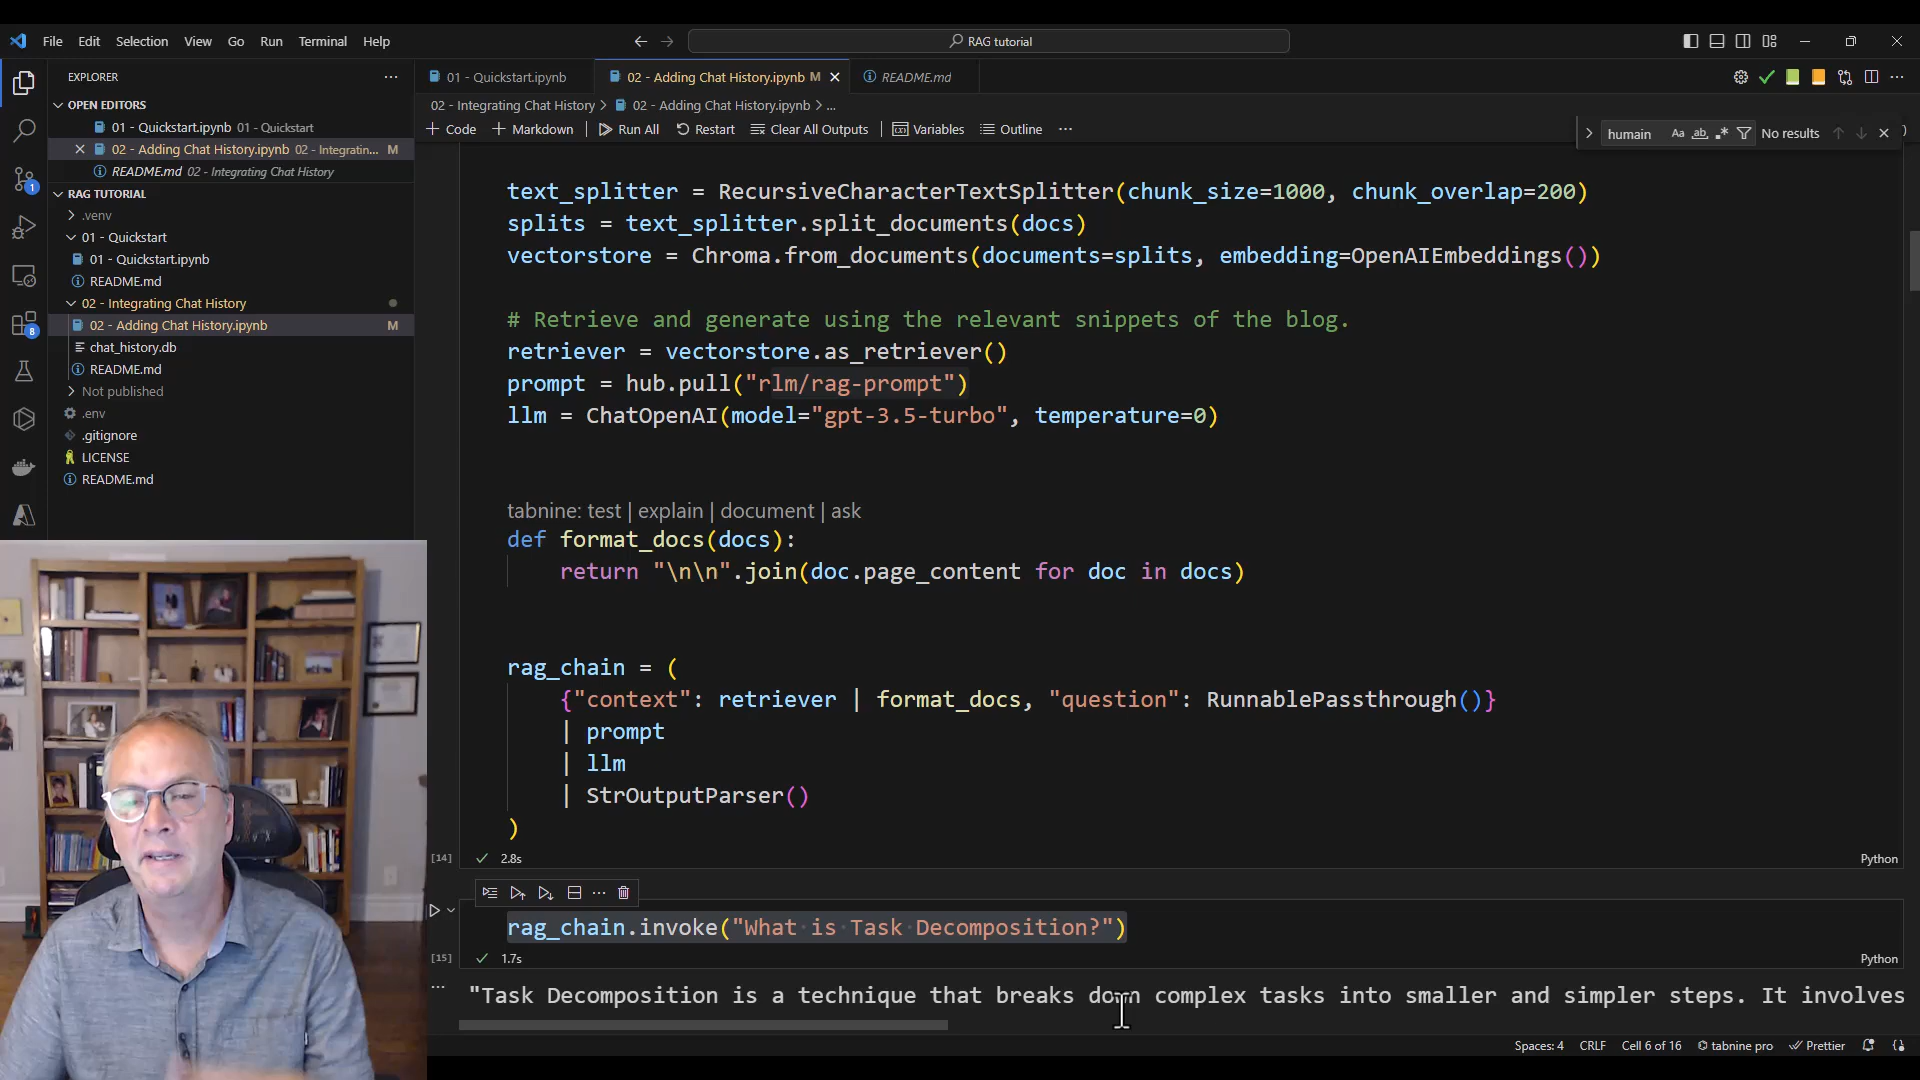 File Edit Selection View Go Run Terminal Help
RAG tutorial
EXPLORER
OPEN EDITORS
01 - Quickstart.ipynb 01 - Quickstart
02 - Adding Chat History.ipynb 02 - Integratin... M
README.md 02 - Integrating Chat History
RAG TUTORIAL
.venv
01 - Quickstart
01 - Quickstart.ipynb
README.md
02 - Integrating Chat History
02 - Adding Chat History.ipynb M
chat_history.db
README.md
Not published
.env
.gitignore
LICENSE
README.md
1
8
01 - Quickstart.ipynb
02 - Adding Chat History.ipynb M
README.md
02 - Integrating Chat History > 02 - Adding Chat History.ipynb > ...
+ Code + Markdown Run All Restart Clear All Outputs Variables Outline ...
humain Aa ab No results
text_splitter = RecursiveCharacterTextSplitter(chunk_size=1000, chunk_overlap=200)
splits = text_splitter.split_documents(docs)
vectorstore = Chroma.from_documents(documents=splits, embedding=OpenAIEmbeddings())
# Retrieve and generate using the relevant snippets of the blog.
retriever = vectorstore.as_retriever()
prompt = hub.pull("rlm/rag-prompt")
llm = ChatOpenAI(model="gpt-3.5-turbo", temperature=0)
tabnine: test | explain | document | ask
def format_docs(docs):
return "\n\n".join(doc.page_content for doc in docs)
rag_chain = (
{"context": retriever | format_docs, "question": RunnablePassthrough()}
| prompt
| llm
| StrOutputParser()
)
[14] 2.8s Python
rag_chain.invoke("What is Task Decomposition?")
[15] 1.7s Python
"Task Decomposition is a technique that breaks down complex tasks into smaller and simpler steps. It involves
Spaces: 4 CRLF Cell 6 of 16 tabnine pro Prettier